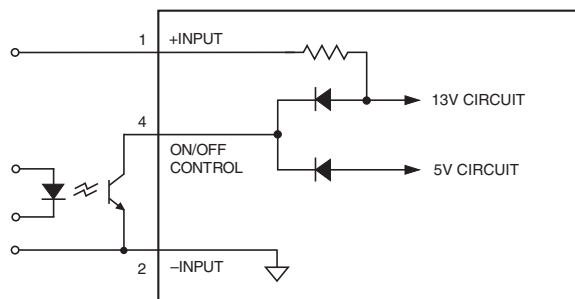 1 +INPUT
13V CIRCUIT
4
ON/OFF
CONTROL
5V CIRCUIT
2 –INPUT